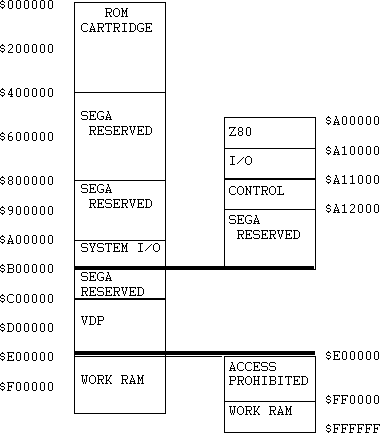 $000000
ROM
CARTRIDGE
$200000
$400000
SEGA
RESERVED
$600000
$800000
SEGA
RESERVED
$900000
$A00000
SYSTEM I/O
$B00000
SEGA
RESERVED
$C00000
VDP
$D00000
$E00000
WORK RAM
$F00000
$A00000
Z80
$A10000
I/O
$A11000
CONTROL
$A12000
SEGA
RESERVED
$E00000
ACCESS
PROHIBITED
$FF0000
WORK RAM
$FFFFFF